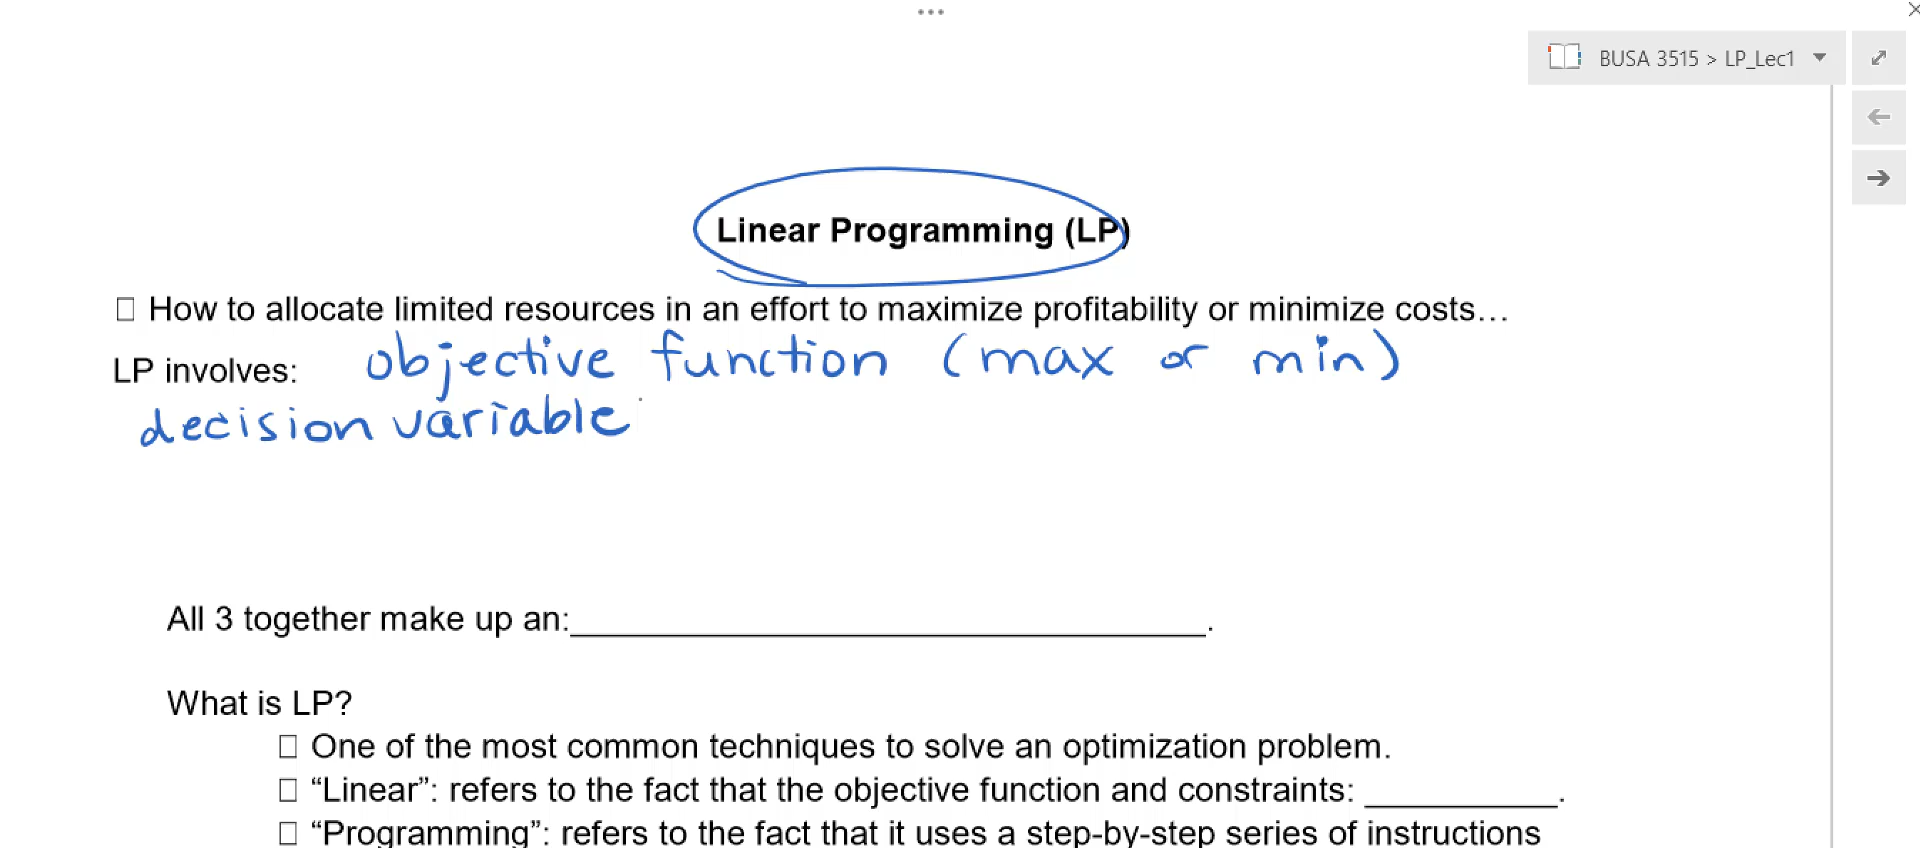 BUSA 3515 > LP_Lec1
Linear Programming (LP)
How to allocate limited resources in an effort to maximize profitability or minimize costs…
LP involves: objective function (max or min)
decision variable
All 3 together make up an:__________________________________.
What is LP?
One of the most common techniques to solve an optimization problem.
“Linear”: refers to the fact that the objective function and constraints: __________.
“Programming”: refers to the fact that it uses a step-by-step series of instructions